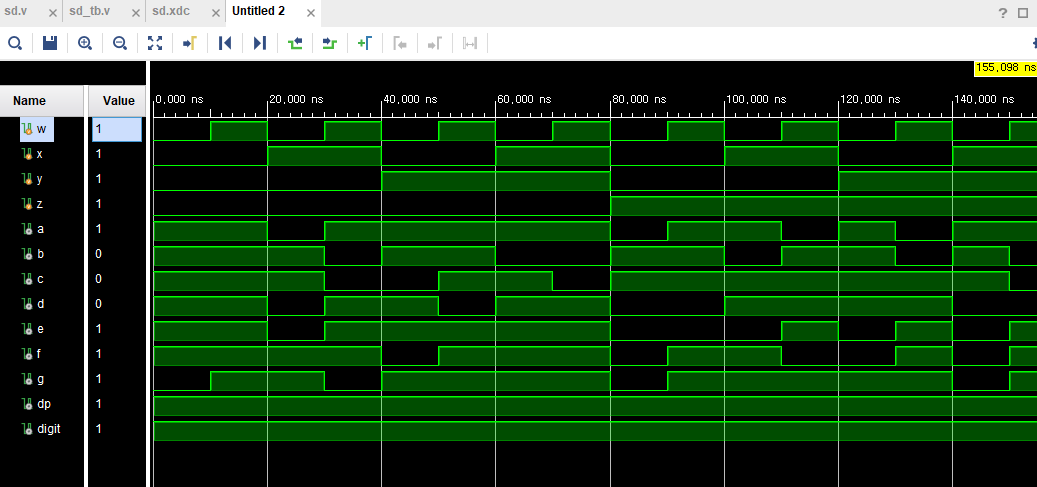 sd.v × sd_tb.v × sd.xdc × Untitled 2 ×
? 
155,098 ns
Name Value 0,000 ns 20,000 ns 40,000 ns 60,000 ns 80,000 ns 100,000 ns 120,000 ns 140,000 ns
w 1
x 1
y 1
z 1
a 1
b 0
c 0
d 0
e 1
f 1
g 1
dp 1
digit 1